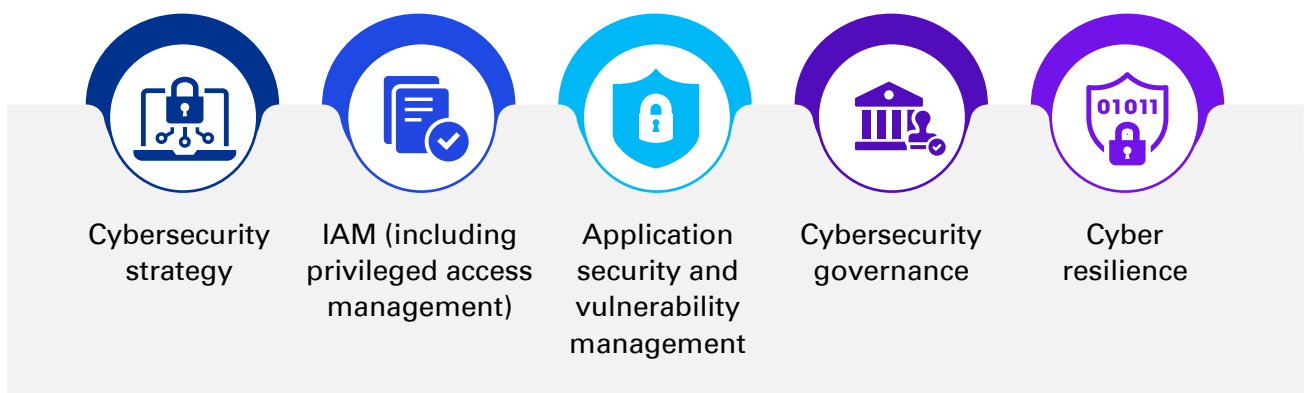 01011
Cybersecurity
strategy
IAM (including
privileged access
management)
Application
security and
vulnerability
management
Cybersecurity
governance
Cyber
resilience